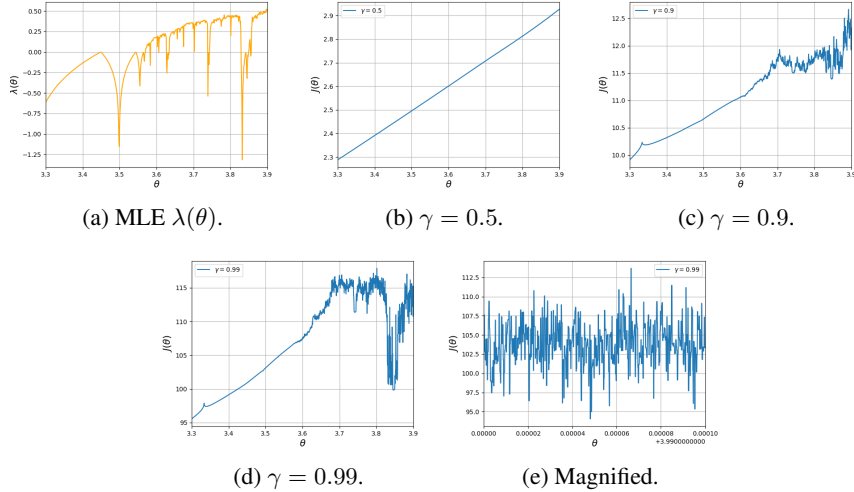 0.50
0.25
0.00
−0.25
−0.50
−0.75
−1.00
−1.25
λ(θ)
3.3 3.4 3.5 3.6 3.7 3.8 3.9
θ
(a) MLE λ(θ).
γ = 0.5
2.9
2.8
2.7
2.6
2.5
2.4
2.3
J(θ)
3.3 3.4 3.5 3.6 3.7 3.8 3.9
θ
(b) γ = 0.5.
γ = 0.9
12.5
12.0
11.5
11.0
10.5
10.0
J(θ)
3.3 3.4 3.5 3.6 3.7 3.8 3.9
θ
(c) γ = 0.9.
γ = 0.99
115
110
105
100
95
J(θ)
3.3 3.4 3.5 3.6 3.7 3.8 3.9
θ
(d) γ = 0.99.
γ = 0.99
112.5
110.0
107.5
105.0
102.5
100.0
97.5
95.0
J(θ)
0.00000 0.00002 0.00004 0.00006 0.00008 0.00010
θ
+3.9900000000
(e) Magnified.